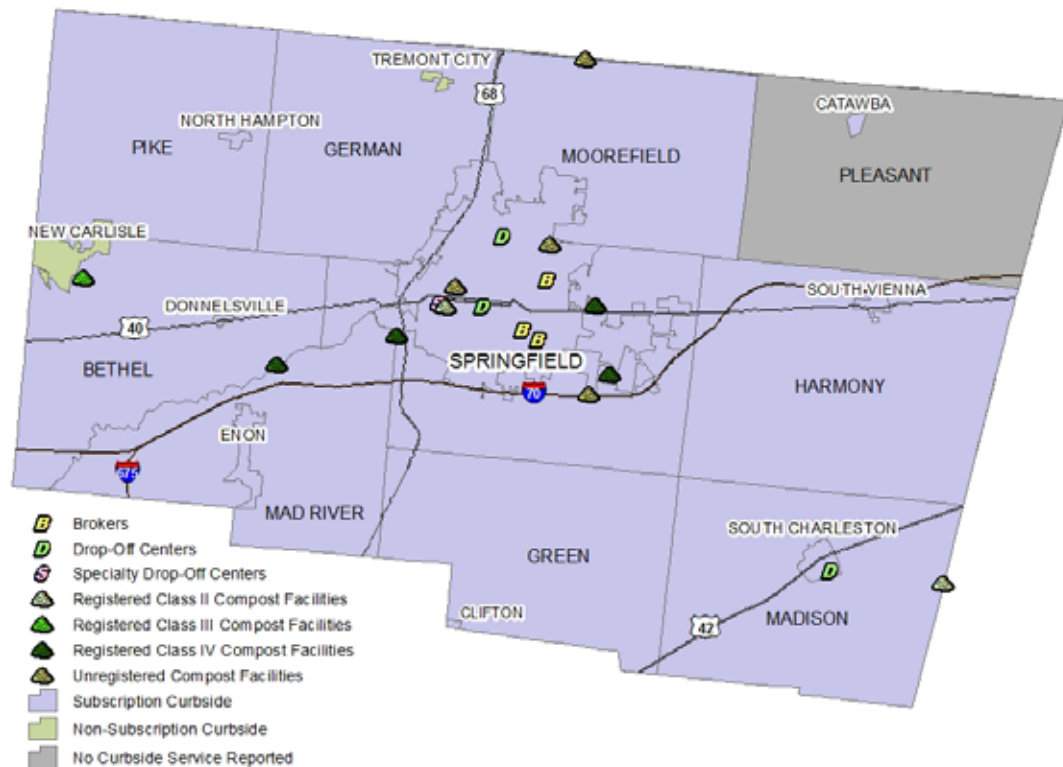 TREMONT CITY
68
CATAWBA
NORTH HAMPTON
PIKE
GERMAN
MOOREFIELD
PLEASANT
NEW CARLISLE
D
B
SOUTH VIENNA
DONNELSVILLE
S
D
40
B
B
BETHEL
SPRINGFIELD
HARMONY
70
ENON
675
MAD RIVER
SOUTH CHARLESTON
GREEN
D
CLIFTON
42
MADISON
B Brokers
D Drop-Off Centers
S Specialty Drop-Off Centers
Registered Class II Compost Facilities
Registered Class III Compost Facilities
Registered Class IV Compost Facilities
Unregistered Compost Facilities
Subscription Curbside
Non-Subscription Curbside
No Curbside Service Reported